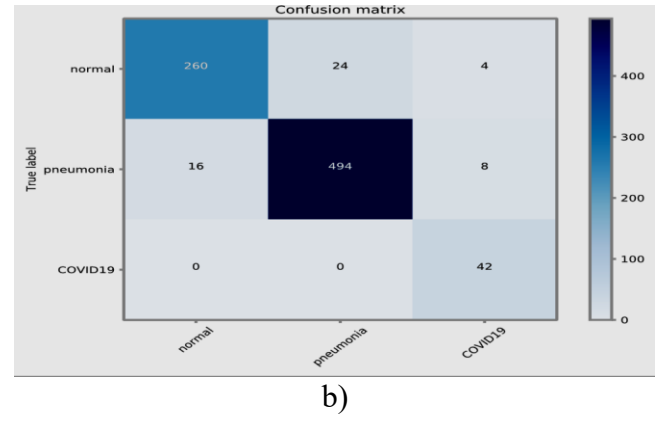 Confusion matrix
normal 260 24 4
400
300
True label
pneumonia 16 494 8
200
100
COVID19 0 0 42
0
normal pneumonia COVID19
b)